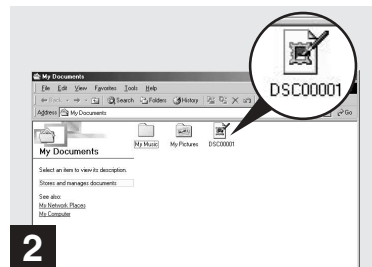 My Documents
File Edit View Favorites Tools Help
Back Search Folders History
Address My Documents Go
My Documents
My Music My Pictures DSC00001
Select an item to view its description.
Stores and manages documents
See also:
My Network Places
My Computer
DSC00001
2